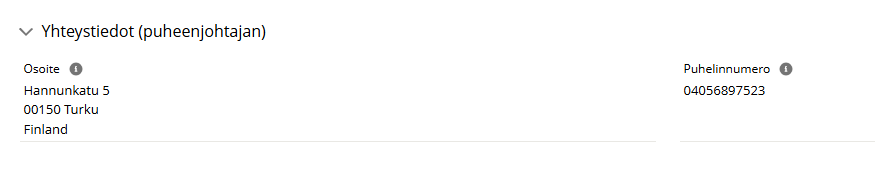 Yhteystiedot (puheenjohtajan)
Osoite
Hannunkatu 5
00150 Turku
Finland
Puhelinnumero
04056897523